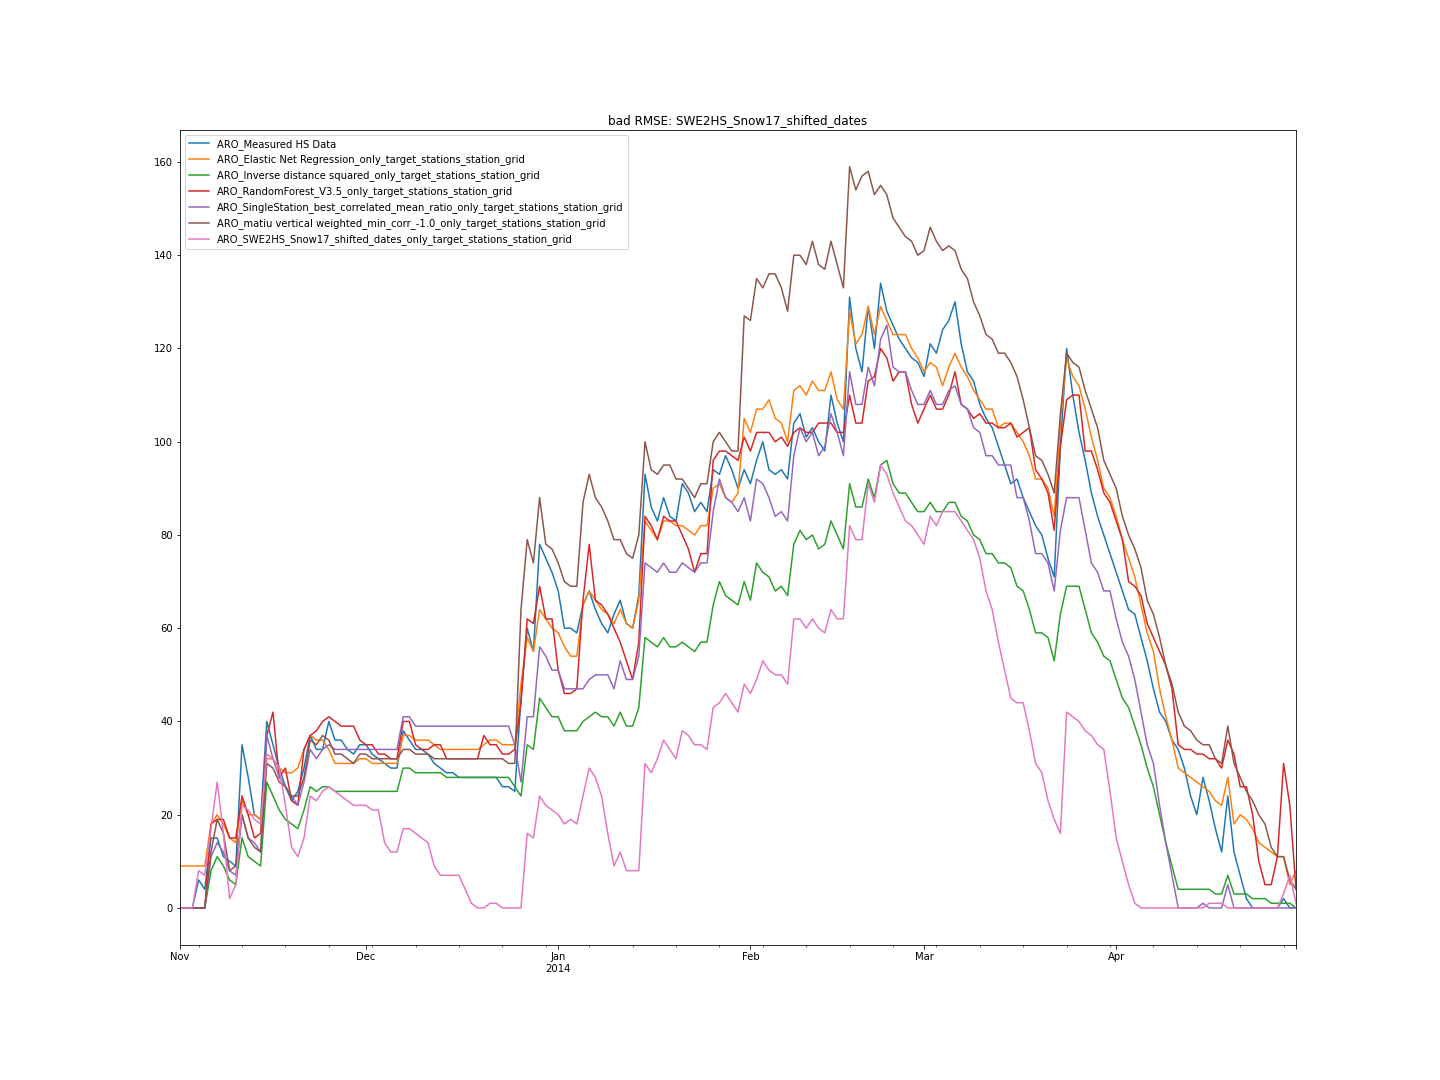 bad RMSE: SWE2HS_Snow17_shifted_dates
ARO_Measured HS Data
ARO_Elastic Net Regression_only_target_stations_station_grid
ARO_Inverse distance squared_only_target_stations_station_grid
ARO_RandomForest_V3.5_only_target_stations_station_grid
ARO_SingleStation_best_correlated_mean_ratio_only_target_stations_station_grid
ARO_matiu vertical weighted_min_corr_-1.0_only_target_stations_station_grid
ARO_SWE2HS_Snow17_shifted_dates_only_target_stations_station_grid
160
140
120
100
80
60
40
20
0
Nov Dec Jan Feb Mar Apr
2014